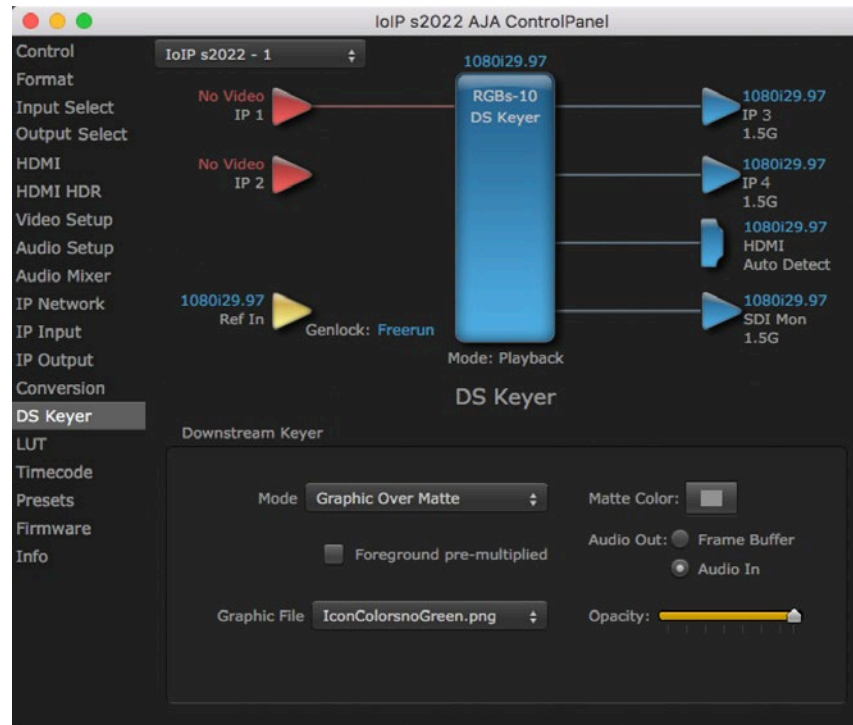 IoIP s2022 AJA ControlPanel
Control
Format
Input Select
Output Select
HDMI
HDMI HDR
Video Setup
Audio Setup
Audio Mixer
IP Network
IP Input
IP Output
Conversion
DS Keyer
LUT
Timecode
Presets
Firmware
Info
IoIP s2022 - 1
1080i29.97
No Video
IP 1
RGBs-10
DS Keyer
1080i29.97
IP 3
1.5G
No Video
IP 2
1080i29.97
IP 4
1.5G
1080i29.97
HDMI
Auto Detect
1080i29.97
Ref In
Genlock: Freerun
1080i29.97
SDI Mon
1.5G
Mode: Playback
DS Keyer
Downstream Keyer
Mode Graphic Over Matte
Matte Color:
Foreground pre-multiplied
Audio Out: Frame Buffer
Audio In
Graphic File IconColorsnoGreen.png
Opacity: